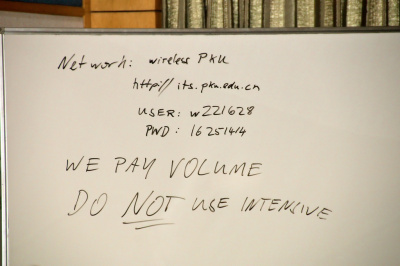 Network: wireless PKU
http://its.pku.edu.cn
USER: w221628
PWD: 16251414
WE PAY VOLUME
DO NOT USE INTENSIVE